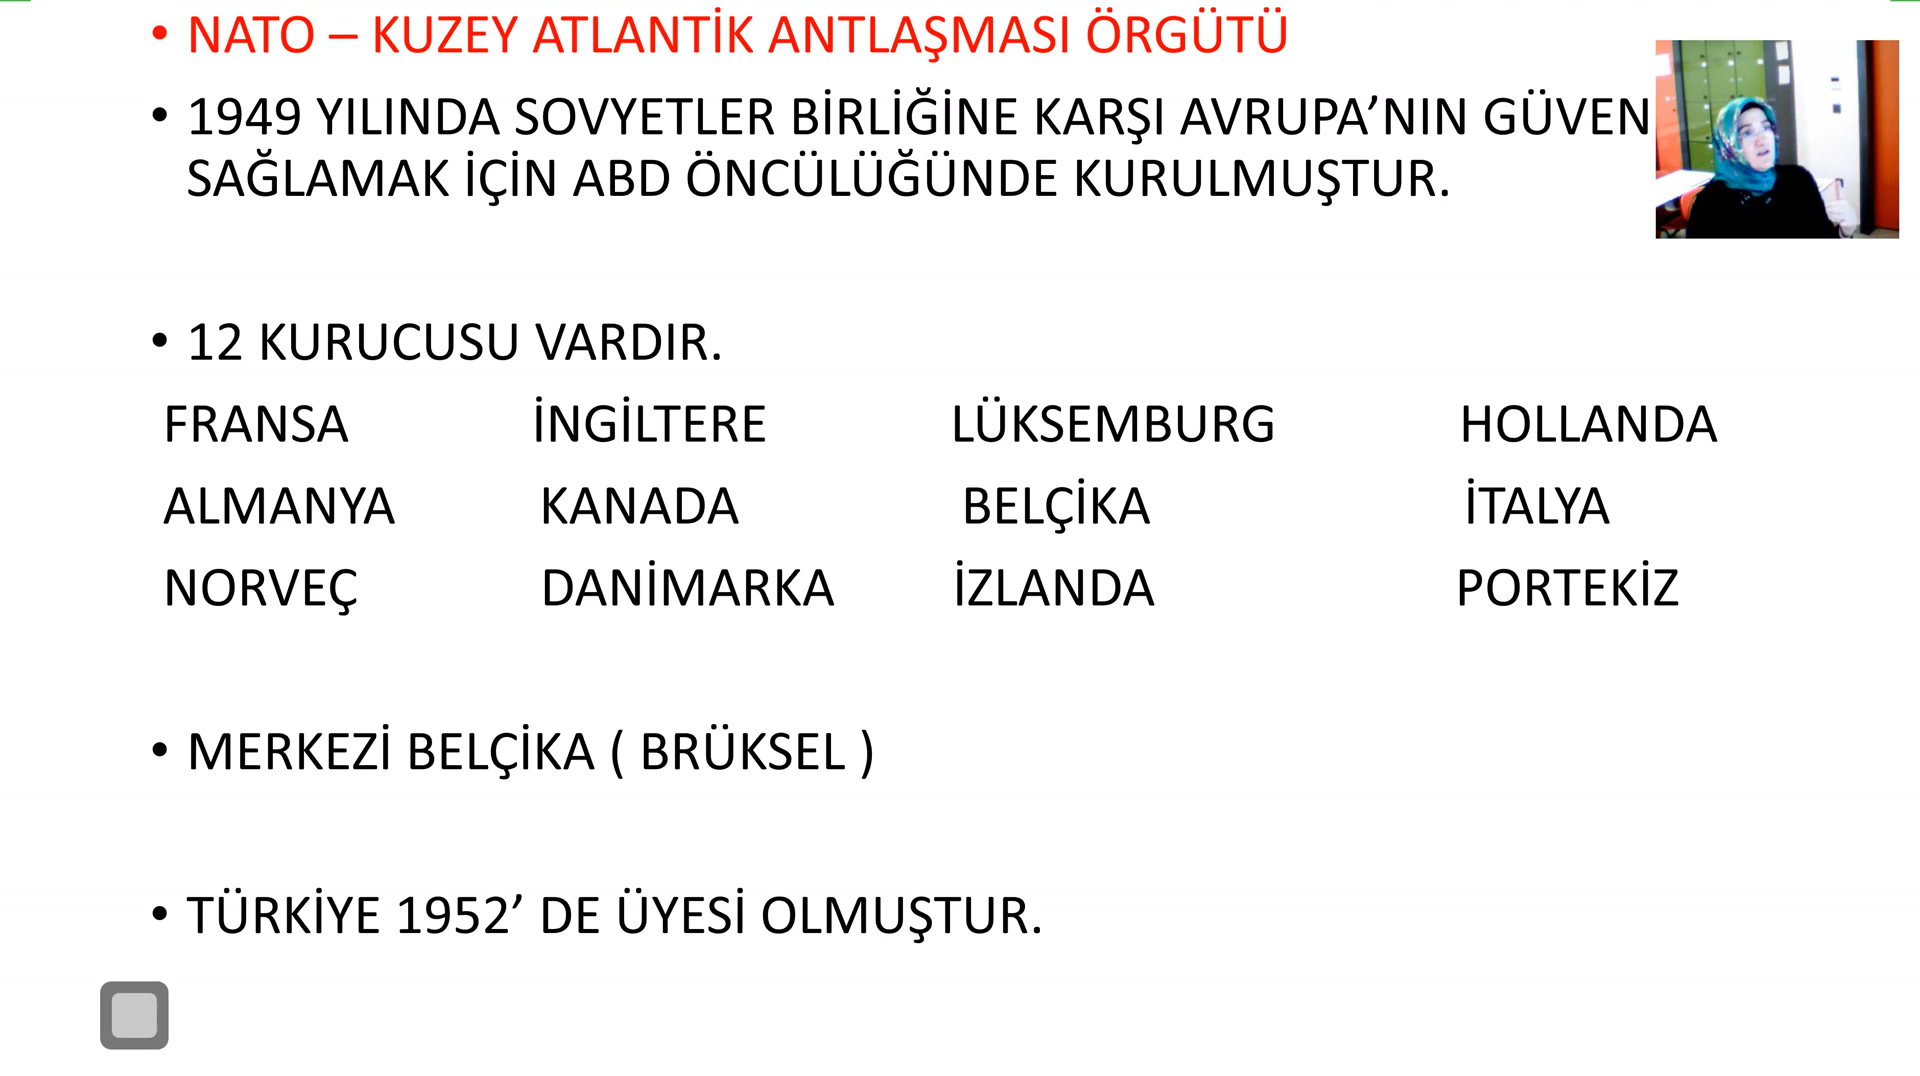 • NATO – KUZEY ATLANTİK ANTLAŞMASI ÖRGÜTÜ
• 1949 YILINDA SOVYETLER BİRLİĞİNE KARŞI AVRUPA’NIN GÜVEN
SAĞLAMAK İÇİN ABD ÖNCÜLÜĞÜNDE KURULMUŞTUR.
• 12 KURUCUSU VARDIR.
FRANSA İNGİLTERE LÜKSEMBURG HOLLANDA
ALMANYA KANADA BELÇİKA İTALYA
NORVEÇ DANİMARKA İZLANDA PORTEKİZ
• MERKEZİ BELÇİKA ( BRÜKSEL )
• TÜRKİYE 1952’ DE ÜYESİ OLMUŞTUR.